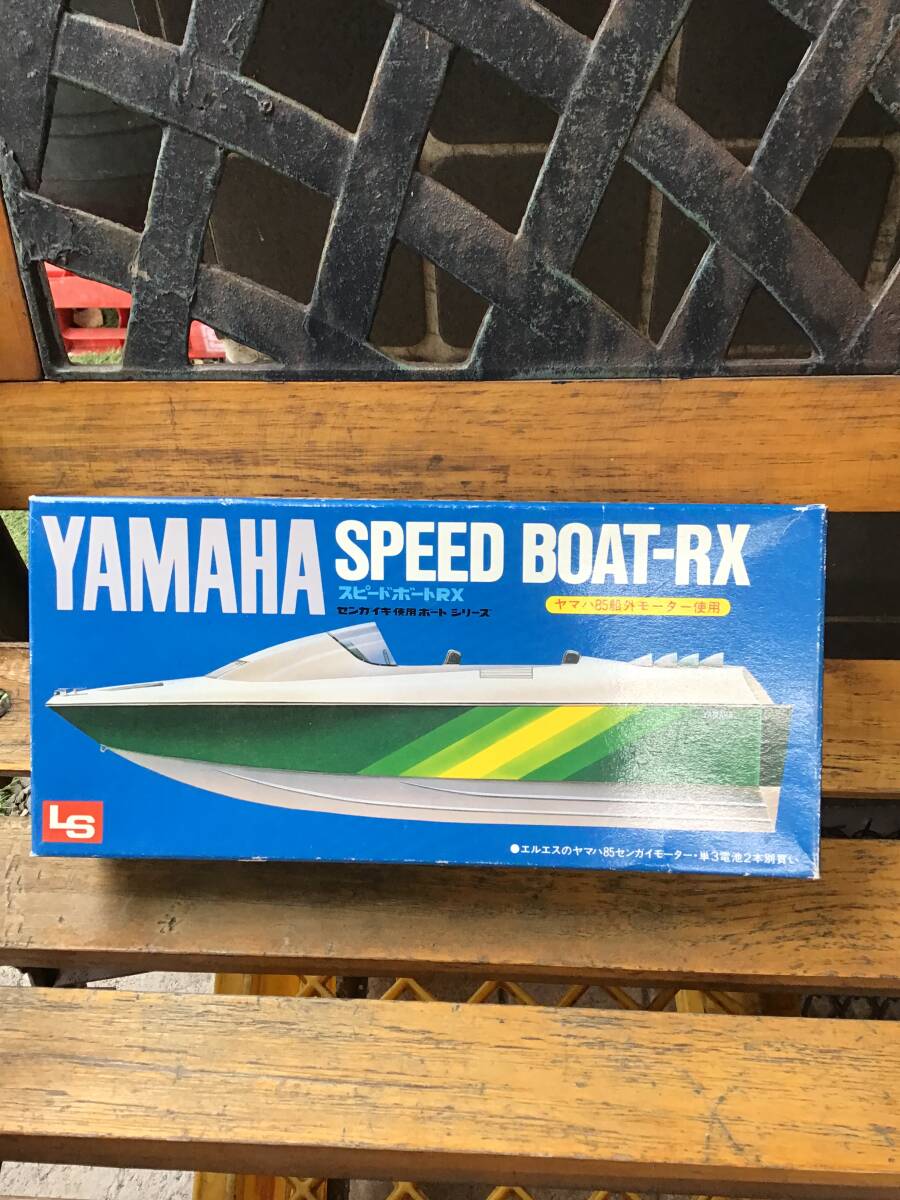 YAMAHA SPEED BOAT-RX
スピードボートRX
センガイキ使用ボートシリーズ
ヤマハ85船外モーター使用
YAMAHA
LS
●エルエスのヤマハ85センガイモーター・単3電池2本別買い